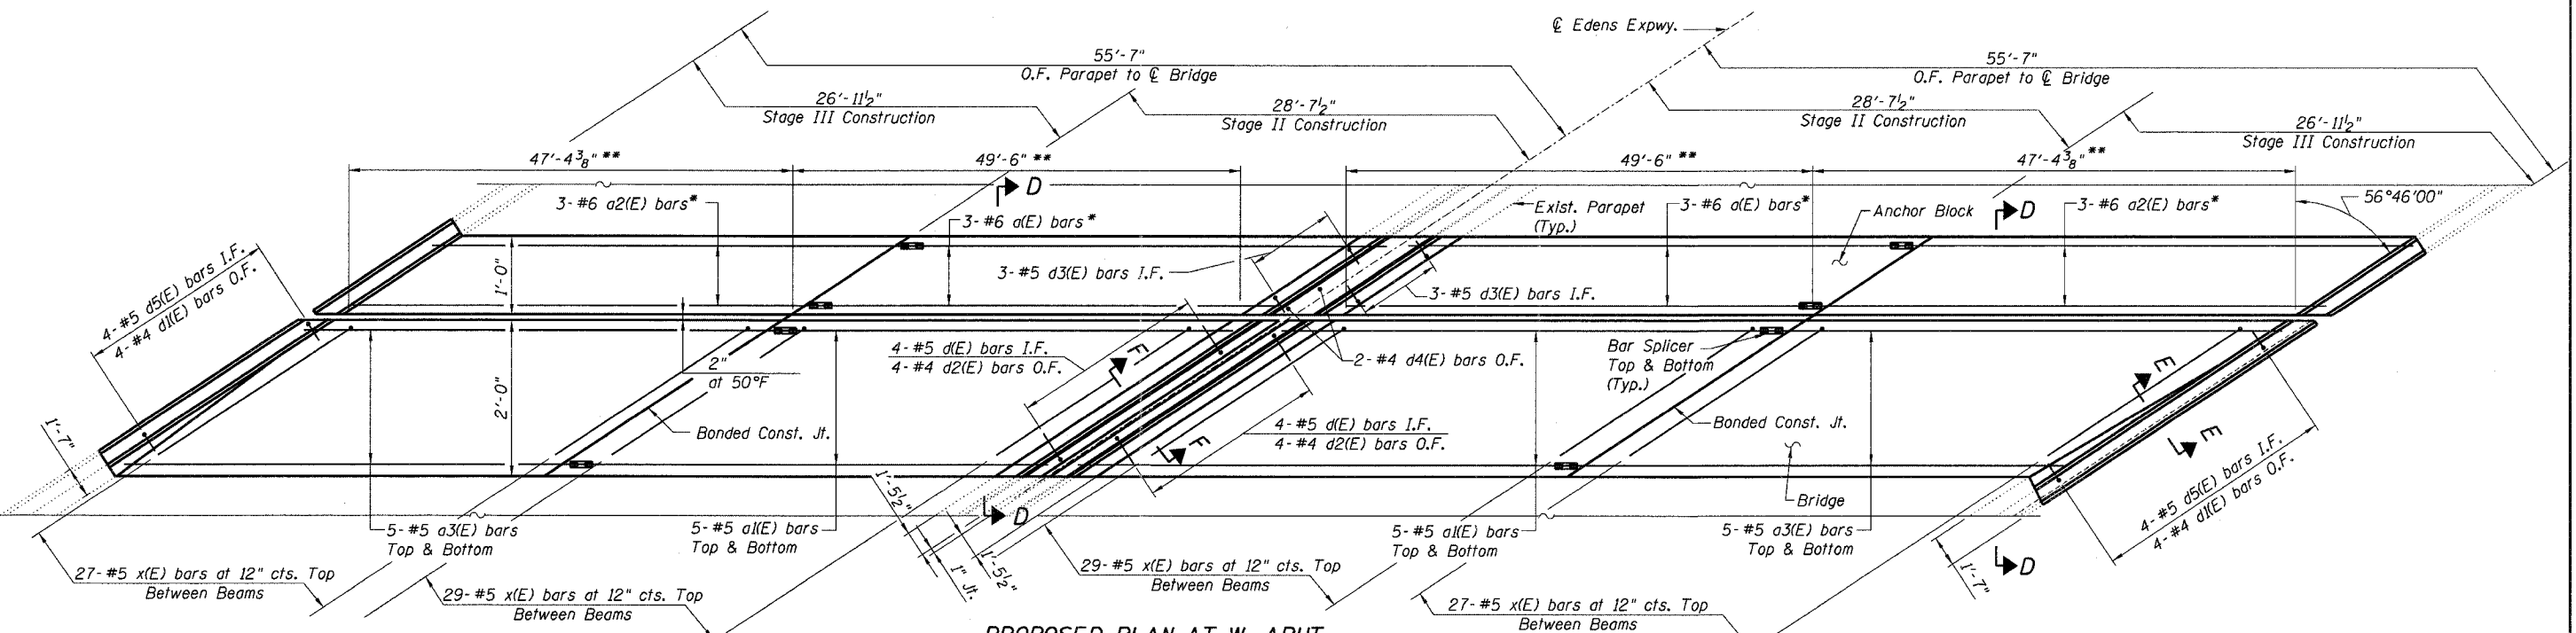 ℄ Edens Expwy.
55'-7"
O.F. Parapet to ℄ Bridge
55'-7"
O.F. Parapet to ℄ Bridge
26'-11½"
Stage III Construction
28'-7½"
Stage II Construction
28'-7½"
Stage II Construction
26'-11½"
Stage III Construction
47'-4⅜" **
49'-6" **
49'-6" **
47'-4⅜" **
D
D
3-#6 a2(E) bars*
3-#6 a(E) bars*
Exist. Parapet
(Typ.)
3-#6 a(E) bars*
Anchor Block
3-#6 a2(E) bars*
56°46'00"
4-#5 d5(E) bars I.F.
4-#4 d1(E) bars O.F.
1'-0"
3-#5 d3(E) bars I.F.
3-#5 d3(E) bars I.F.
4-#5 d(E) bars I.F.
4-#4 d2(E) bars O.F.
F
2-#4 d4(E) bars O.F.
Bar Splicer
Top & Bottom
(Typ.)
E
2"
at 50°F
2'-0"
1'-7"
Bonded Const. Jt.
F
4-#5 d(E) bars I.F.
4-#4 d2(E) bars O.F.
Bonded Const. Jt.
E
4-#5 d5(E) bars I.F.
4-#4 d1(E) bars O.F.
Bridge
5-#5 a3(E) bars
Top & Bottom
5-#5 a1(E) bars
Top & Bottom
1'-5½"
D
1" Jt.
1'-5½"
5-#5 a1(E) bars
Top & Bottom
5-#5 a3(E) bars
Top & Bottom
1'-7"
D
27-#5 x(E) bars at 12" cts. Top
Between Beams
29-#5 x(E) bars at 12" cts. Top
Between Beams
29-#5 x(E) bars at 12" cts. Top
Between Beams
27-#5 x(E) bars at 12" cts. Top
Between Beams
PROPOSED PLAN AT W. ABUT.